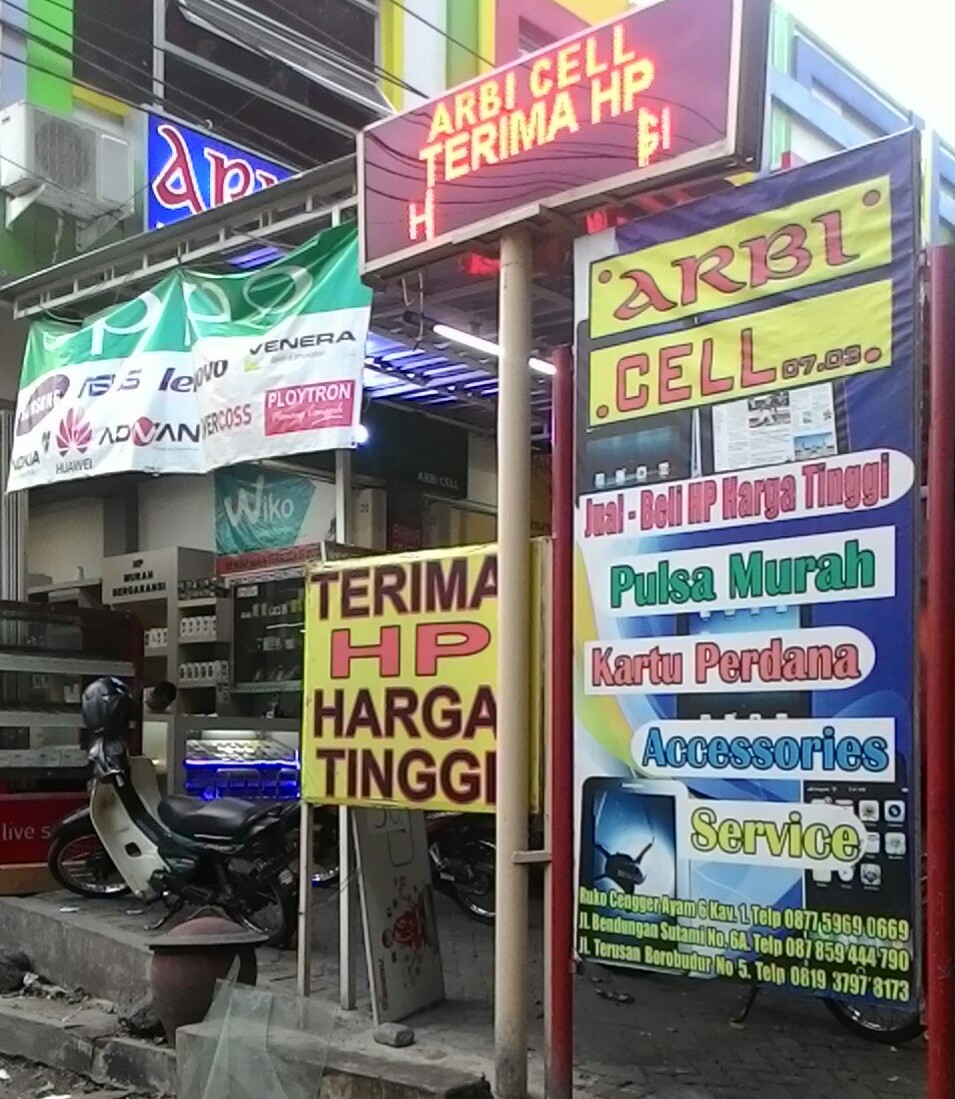 ARBI CELL
TERIMA HP
H
oppo
ASUS lenovo
VENERA
NOKIA
HUAWEI
ADVAN
EVERCOSS
PLOYTRON
Wiko
ARBI CELL
HP
MURAH
BERGARANSI
TERIMA
HP
HARGA
TINGGI
live s
ARBI
CELL 07.09
Jual - Beli HP Harga Tinggi
Pulsa Murah
Kartu Perdana
Accessories
Service
Ruko Cengger Ayam 6 Kav. 1, Telp 0877 5969 0669
Jl. Bendungan Sutami No. 6A. Telp 087 859 444 790
Jl. Terusan Borobudur No 5, Telp 0819 3797 8173